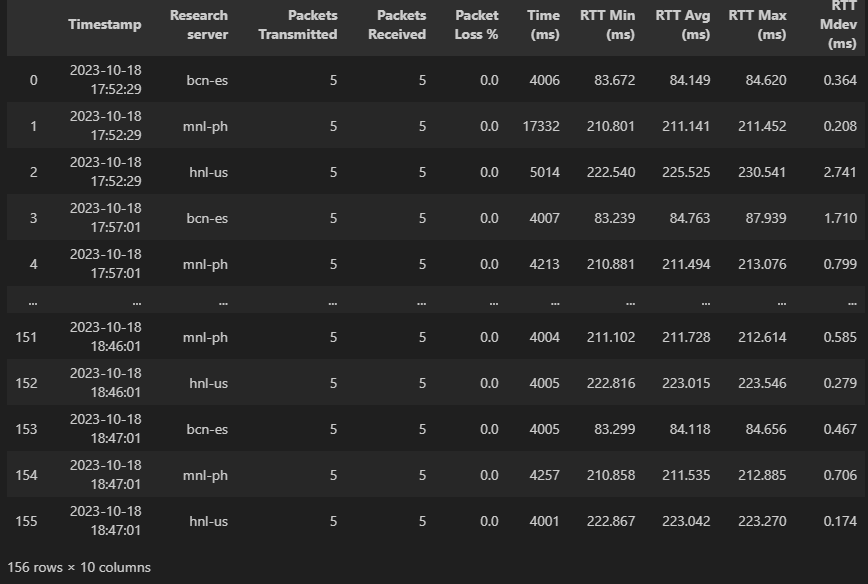 Timestamp Research server Packets Transmitted Packets Received Packet Loss % Time (ms) RTT Min (ms) RTT Avg (ms) RTT Max (ms) RTT Mdev (ms)
0 2023-10-18 17:52:29 bcn-es 5 5 0.0 4006 83.672 84.149 84.620 0.364
1 2023-10-18 17:52:29 mnl-ph 5 5 0.0 17332 210.801 211.141 211.452 0.208
2 2023-10-18 17:52:29 hnl-us 5 5 0.0 5014 222.540 225.525 230.541 2.741
3 2023-10-18 17:57:01 bcn-es 5 5 0.0 4007 83.239 84.763 87.939 1.710
4 2023-10-18 17:57:01 mnl-ph 5 5 0.0 4213 210.881 211.494 213.076 0.799
... ... ... ... ... ... ... ... ... ... ...
151 2023-10-18 18:46:01 mnl-ph 5 5 0.0 4004 211.102 211.728 212.614 0.585
152 2023-10-18 18:46:01 hnl-us 5 5 0.0 4005 222.816 223.015 223.546 0.279
153 2023-10-18 18:47:01 bcn-es 5 5 0.0 4005 83.299 84.118 84.656 0.467
154 2023-10-18 18:47:01 mnl-ph 5 5 0.0 4257 210.858 211.535 212.885 0.706
155 2023-10-18 18:47:01 hnl-us 5 5 0.0 4001 222.867 223.042 223.270 0.174
156 rows × 10 columns